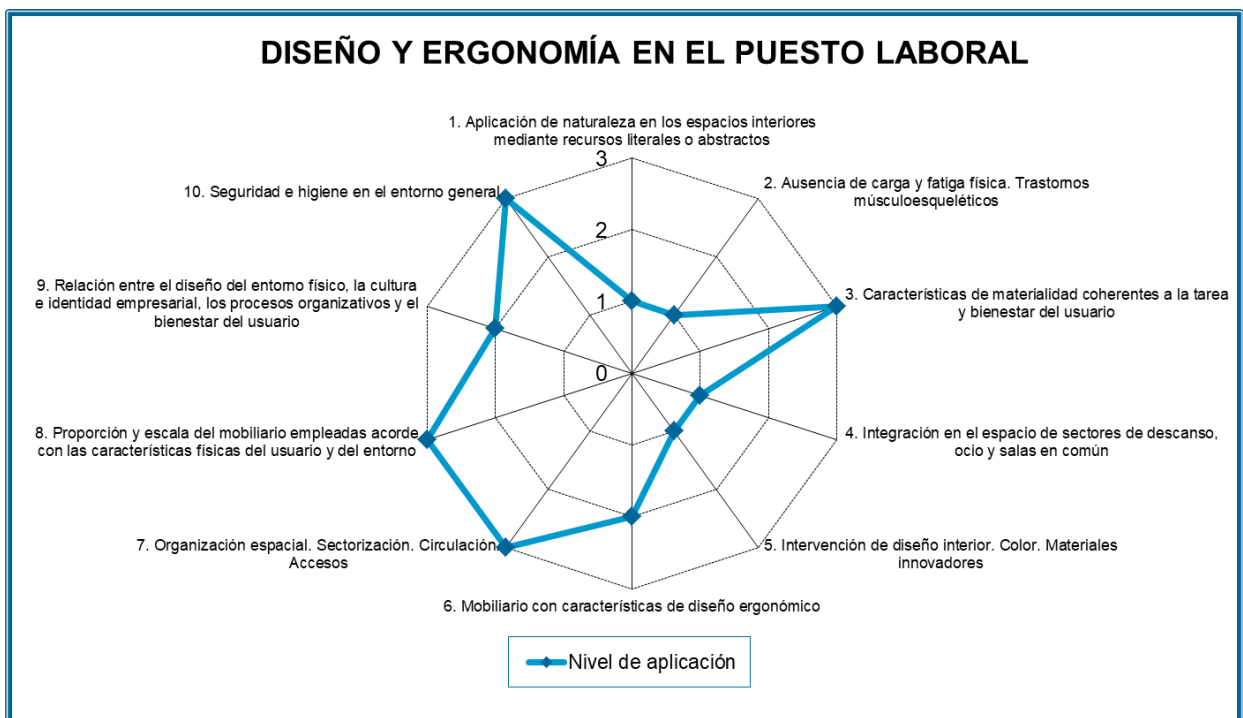 DISEÑO Y ERGONOMÍA EN EL PUESTO LABORAL
1. Aplicación de naturaleza en los espacios interiores
mediante recursos literales o abstractos
3
2
1
0
2. Ausencia de carga y fatiga física. Trastornos
músculoesqueléticos
3. Características de materialidad coherentes a la tarea
y bienestar del usuario
4. Integración en el espacio de sectores de descanso,
ocio y salas en común
5. Intervención de diseño interior. Color. Materiales
innovadores
6. Mobiliario con características de diseño ergonómico
7. Organización espacial. Sectorización. Circulación.
Accesos
8. Proporción y escala del mobiliario empleadas acorde
con las características físicas del usuario y del entorno
9. Relación entre el diseño del entorno físico, la cultura
e identidad empresarial, los procesos organizativos y el
bienestar del usuario
10. Seguridad e higiene en el entorno general
Nivel de aplicación